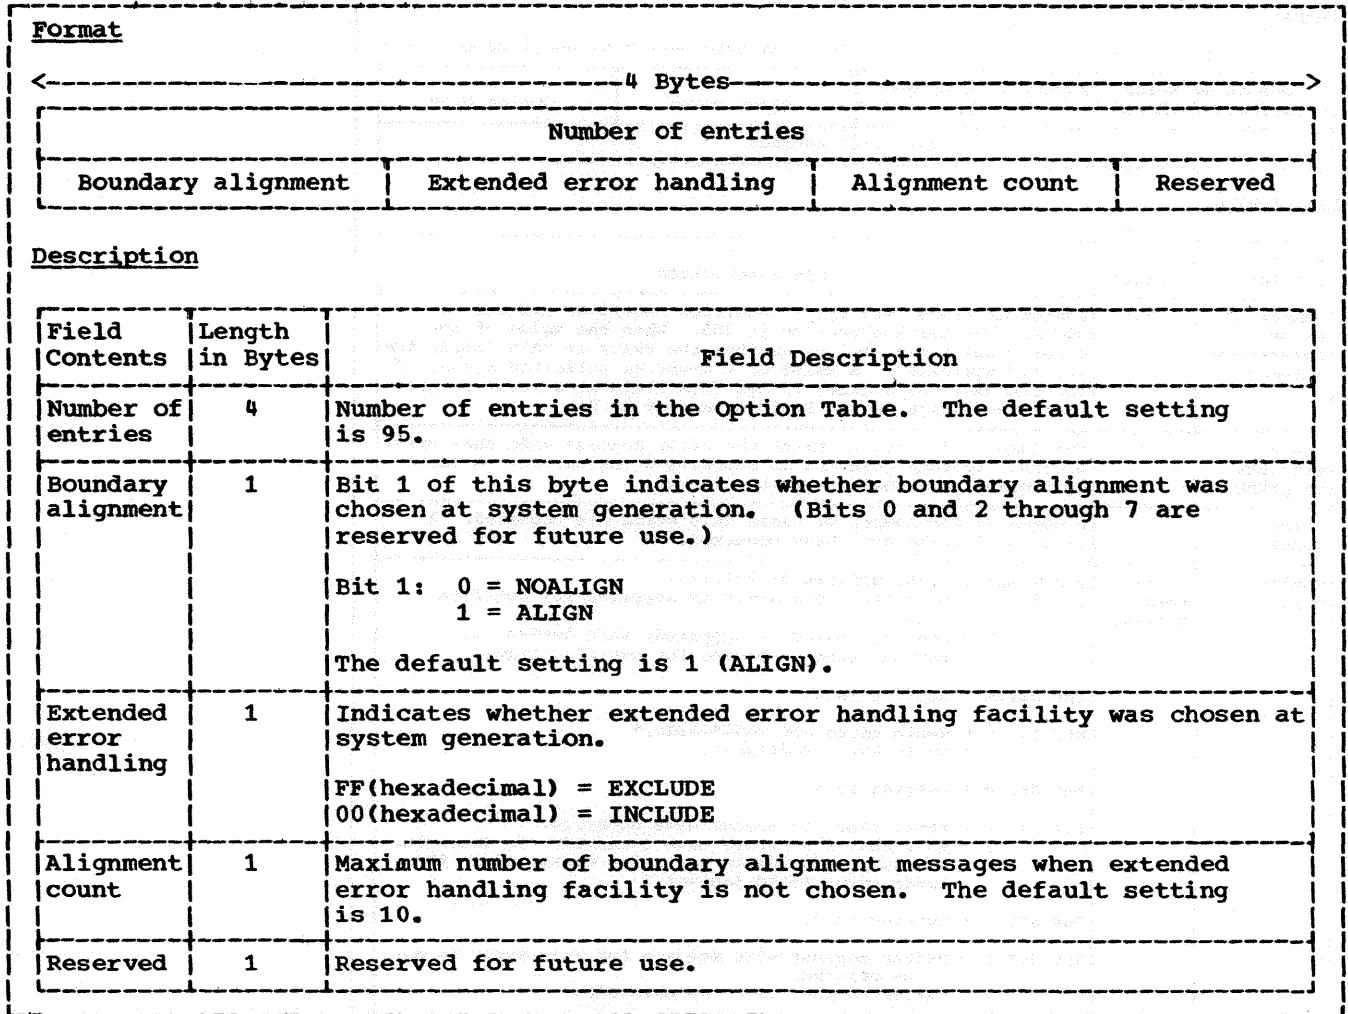 Format
4 Bytes
Number of entries
Boundary alignment | Extended error handling | Alignment count | Reserved
Description
Field Contents | Length in Bytes | Field Description
Number of entries | 4 | Number of entries in the Option Table. The default setting
is 95.
Boundary alignment | 1 | Bit 1 of this byte indicates whether boundary alignment was
chosen at system generation. (Bits 0 and 2 through 7 are
reserved for future use.)
Bit 1: 0 = NOALIGN
1 = ALIGN
The default setting is 1 (ALIGN).
Extended error handling | 1 | Indicates whether extended error handling facility was chosen at
system generation.
FF(hexadecimal) = EXCLUDE
00(hexadecimal) = INCLUDE
Alignment count | 1 | Maximum number of boundary alignment messages when extended
error handling facility is not chosen. The default setting
is 10.
Reserved | 1 | Reserved for future use.